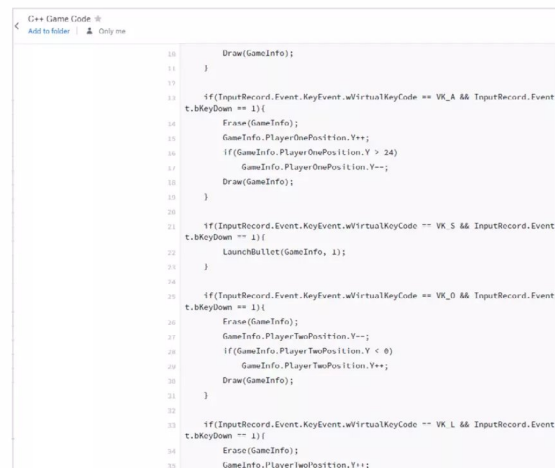 C++ Game Code
Add to folder Only me
10 Draw(GameInfo);
11 }
12
13 if(InputRecord.Event.KeyEvent.wVirtualKeyCode == VK_A && InputRecord.Event
t.bKeyDown == 1){
14 Erase(GameInfo);
15 GameInfo.PlayerOnePosition.Y++;
16 if(GameInfo.PlayerOnePosition.Y > 24)
17 GameInfo.PlayerOnePosition.Y--;
18 Draw(GameInfo);
19 }
20
21 if(InputRecord.Event.KeyEvent.wVirtualKeyCode == VK_S && InputRecord.Event
t.bKeyDown == 1){
22 LaunchBullet(GameInfo, 1);
23 }
24
25 if(InputRecord.Event.KeyEvent.wVirtualKeyCode == VK_O && InputRecord.Event
t.bKeyDown == 1){
26 Erase(GameInfo);
27 GameInfo.PlayerTwoPosition.Y--;
28 if(GameInfo.PlayerTwoPosition.Y < 0)
29 GameInfo.PlayerTwoPosition.Y++;
30 Draw(GameInfo);
31 }
32
33 if(InputRecord.Event.KeyEvent.wVirtualKeyCode == VK_L && InputRecord.Event
t.bKeyDown == 1){
34 Erase(GameInfo);
35 GameInfo.PlayerTwoPosition.Y++;